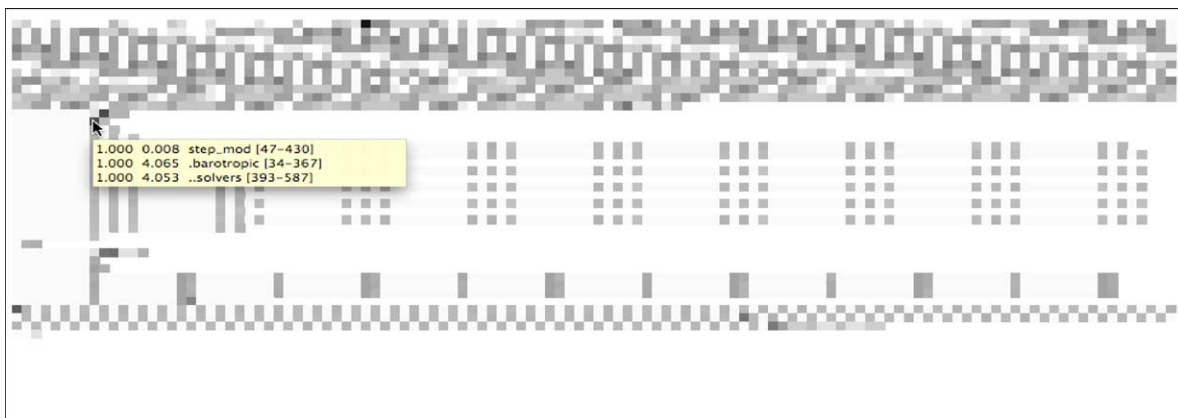 1.000 0.008 step_mod [47-430]
1.000 4.065 .barotropic [34-367]
1.000 4.053 ..solvers [393-587]